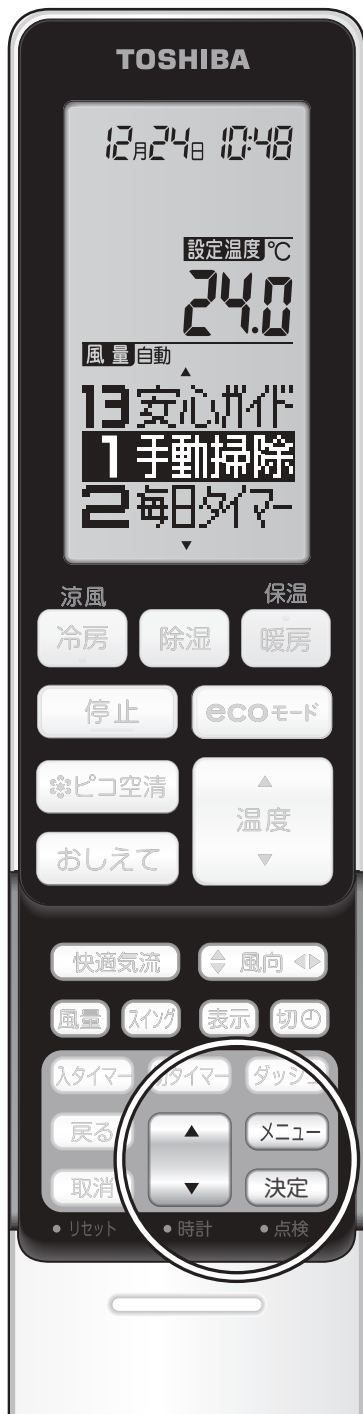 TOSHIBA
12月24日 10:48
設定温度 ℃
24.0
風量 自動
▲
13 安心ガイド
1 手動掃除
2 毎日タイマー
▼
涼風 保温
冷房 除湿 暖房
停止 ecoモード
ピコ空清
▲
温度
▼
おしえて
快適気流 風向
風量 スイング 表示 切
入タイマー 切タイマー ダッシュ
戻る ▲ メニュー
取消 ▼ 決定
• リセット • 時計 • 点検